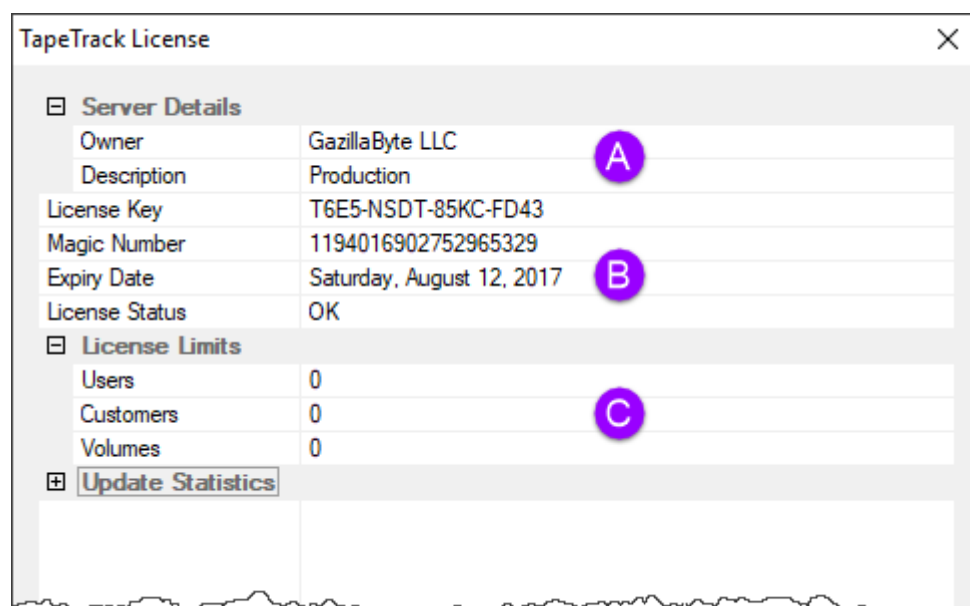 TapeTrack License
Server Details
Owner GazillaByte LLC
A
Description Production
License Key T6E5-NSDT-85KC-FD43
Magic Number 1194016902752965329
Expiry Date Saturday, August 12, 2017 B
License Status OK
License Limits
Users 0
Customers 0 C
Volumes 0
Update Statistics